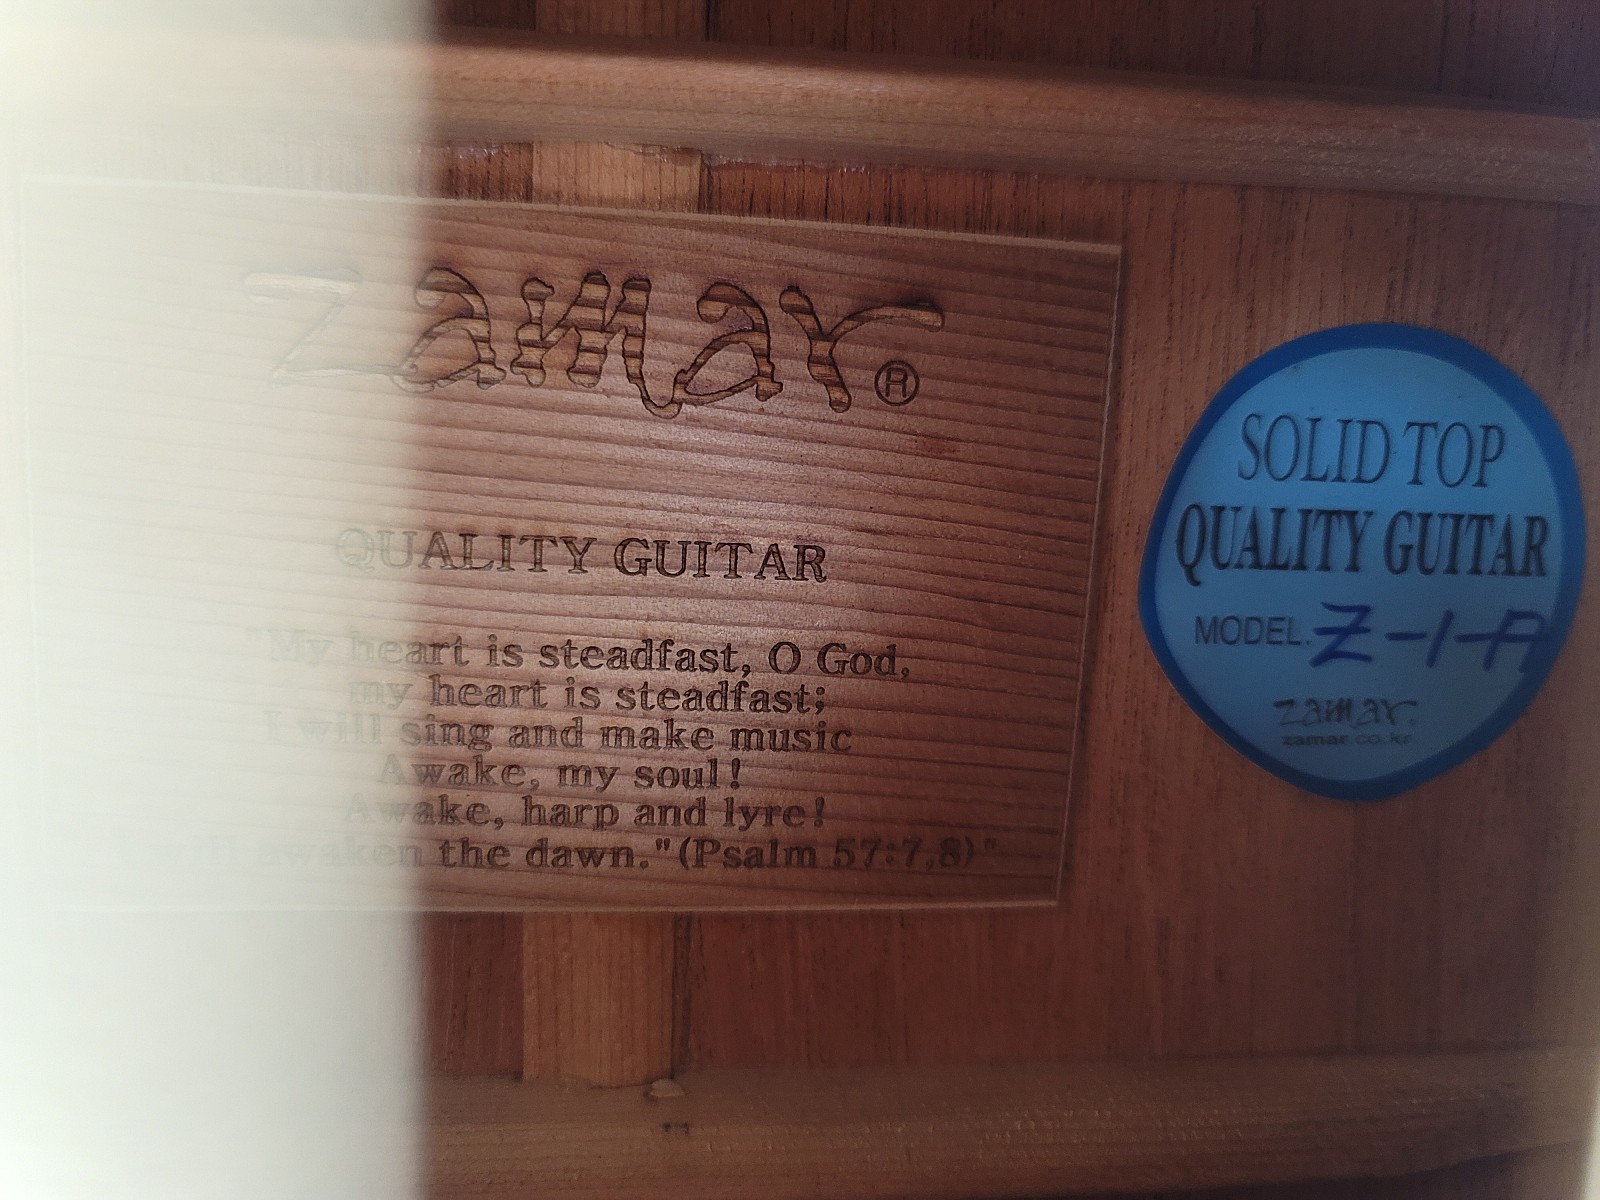 zamar®
QUALITY GUITAR
"My heart is steadfast, O God,
my heart is steadfast;
I will sing and make music
Awake, my soul!
Awake, harp and lyre!
will awaken the dawn."(Psalm 57:7,8)"
SOLID TOP
QUALITY GUITAR
MODEL. Z-1-A
zamar.
zamar.co.kr